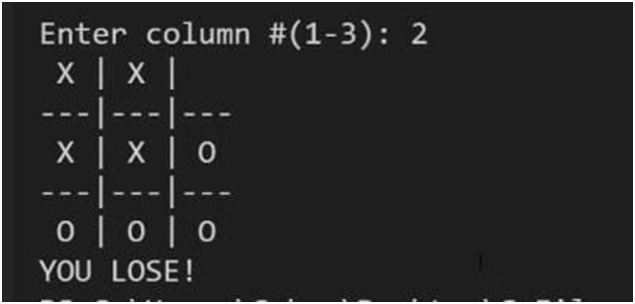 Enter column #(1-3): 2
X | X |
---|---|---
X | X | O
---|---|---
O | O | O
YOU LOSE!